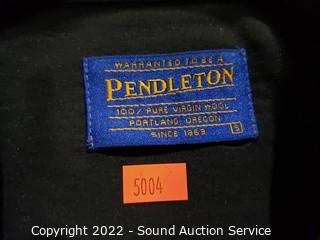 WARRANTED TO BE A
PENDLETON
100% PURE VIRGIN WOOL
PORTLAND, OREGON
SINCE 1863 S
5004
Copyright 2022 - Sound Auction Service